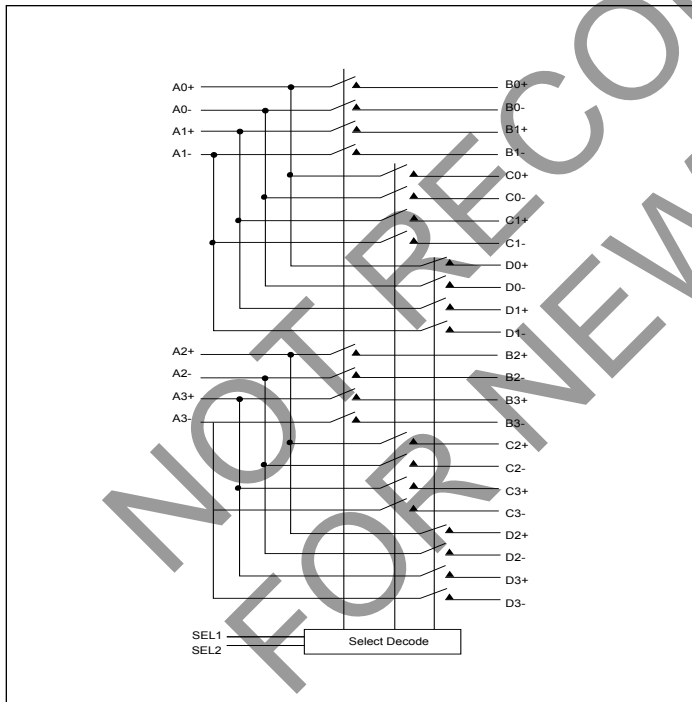 NOT RECO
FOR NEW
A0+
A0-
A1+
A1-
B0+
B0-
B1+
B1-
C0+
C0-
C1+
C1-
D0+
D0-
D1+
D1-
A2+
A2-
A3+
A3-
B2+
B2-
B3+
B3-
C2+
C2-
C3+
C3-
D2+
D2-
D3+
D3-
SEL1
SEL2
Select Decode